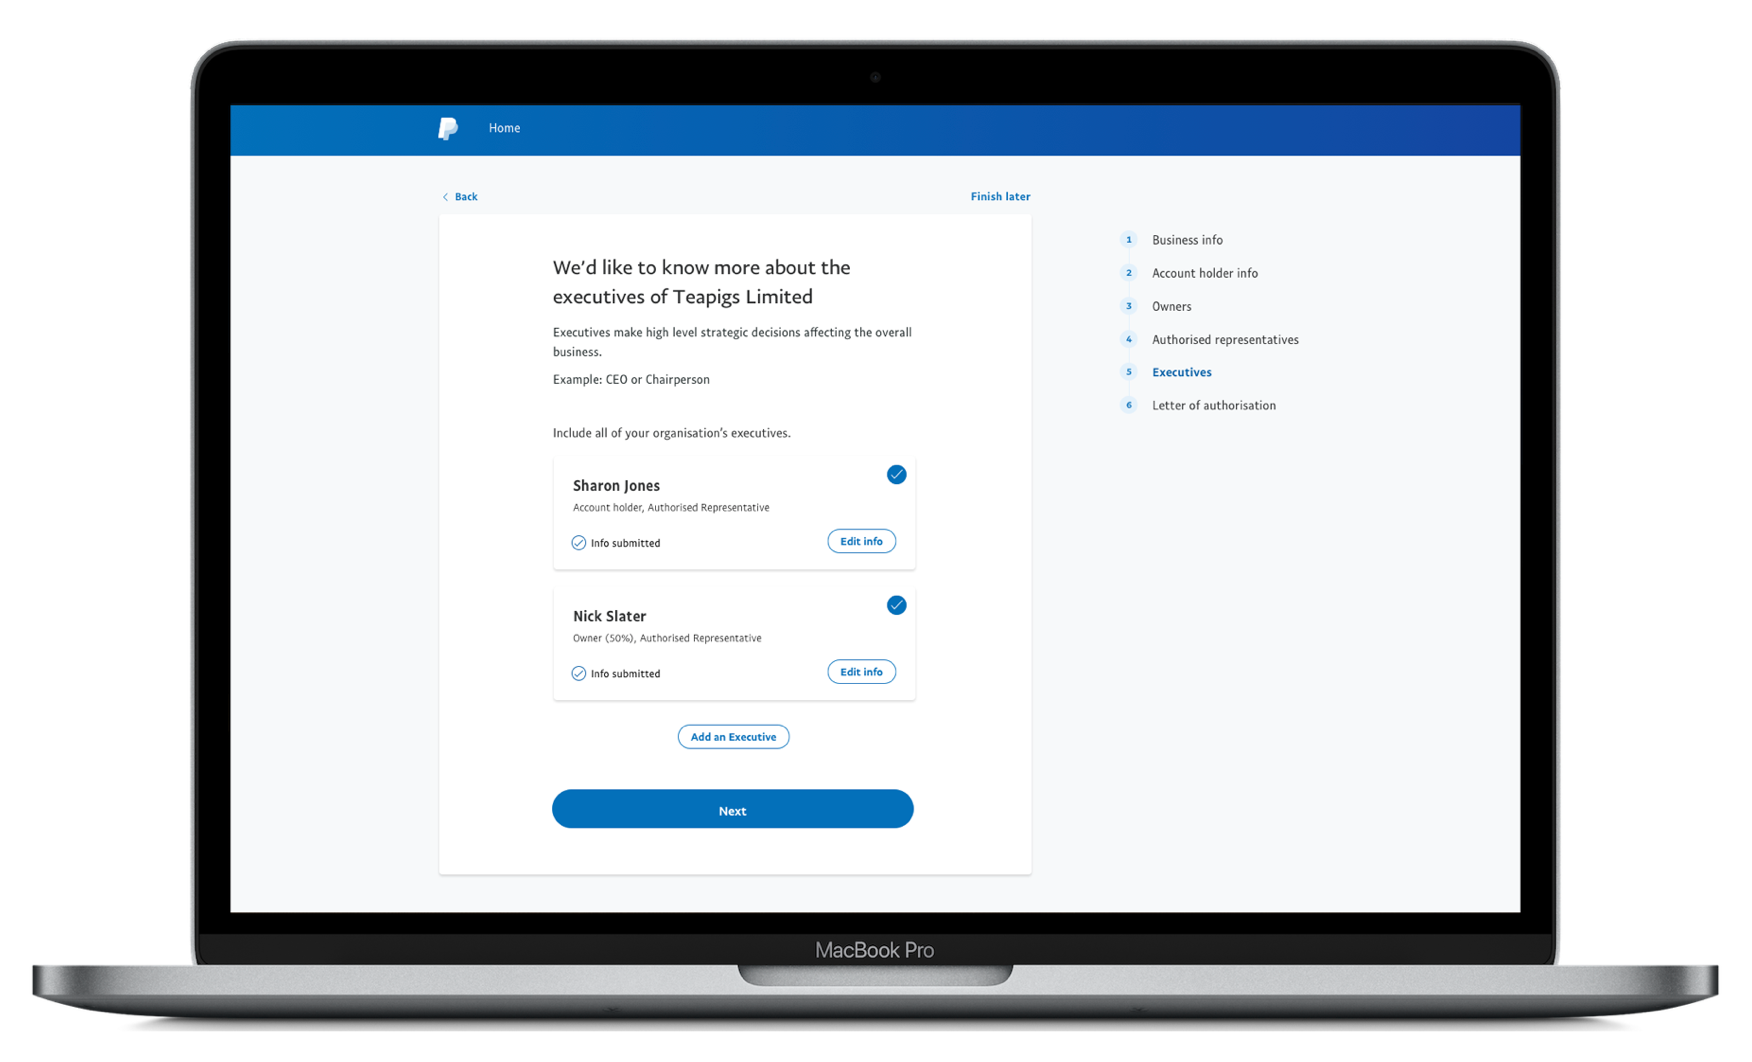 Home
Back
Finish later
We'd like to know more about the
executives of Teapigs Limited
Executives make high level strategic decisions affecting the overall
business.
Example: CEO or Chairperson
Include all of your organisation's executives.
Sharon Jones
Account holder, Authorised Representative
Info submitted
Edit info
Nick Slater
Owner (50%), Authorised Representative
Info submitted
Edit info
Add an Executive
Next
1 Business info
2 Account holder info
3 Owners
4 Authorised representatives
5 Executives
6 Letter of authorisation
MacBook Pro